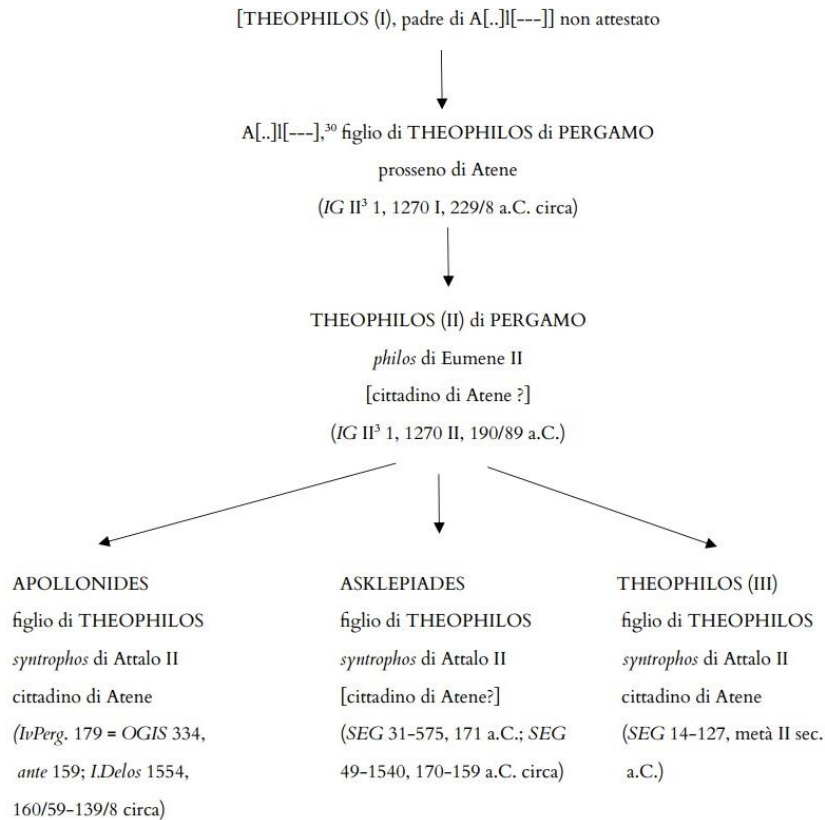 [THEOPHILOS (I), padre di A[..]l[---]] non attestato
A[..]l[---],³⁰ figlio di THEOPHILOS di PERGAMO
prosseno di Atene
(IG II³ 1, 1270 I, 229/8 a.C. circa)
THEOPHILOS (II) di PERGAMO
philos di Eumene II
[cittadino di Atene ?]
(IG II³ 1, 1270 II, 190/89 a.C.)
APOLLONIDES
figlio di THEOPHILOS
syntrophos di Attalo II
cittadino di Atene
(IvPerg. 179 = OGIS 334,
ante 159; I.Delos 1554,
160/59-139/8 circa)
ASKLEPIADES
figlio di THEOPHILOS
syntrophos di Attalo II
[cittadino di Atene?]
(SEG 31-575, 171 a.C.; SEG
49-1540, 170-159 a.C. circa)
THEOPHILOS (III)
figlio di THEOPHILOS
syntrophos di Attalo II
cittadino di Atene
(SEG 14-127, metà II sec.
a.C.)